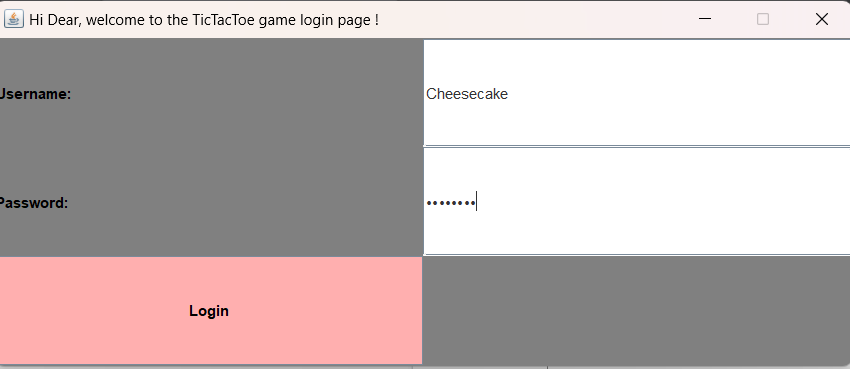 Hi Dear, welcome to the TicTacToe game login page !
Username:
Cheesecake
Password:
••••••••
Login